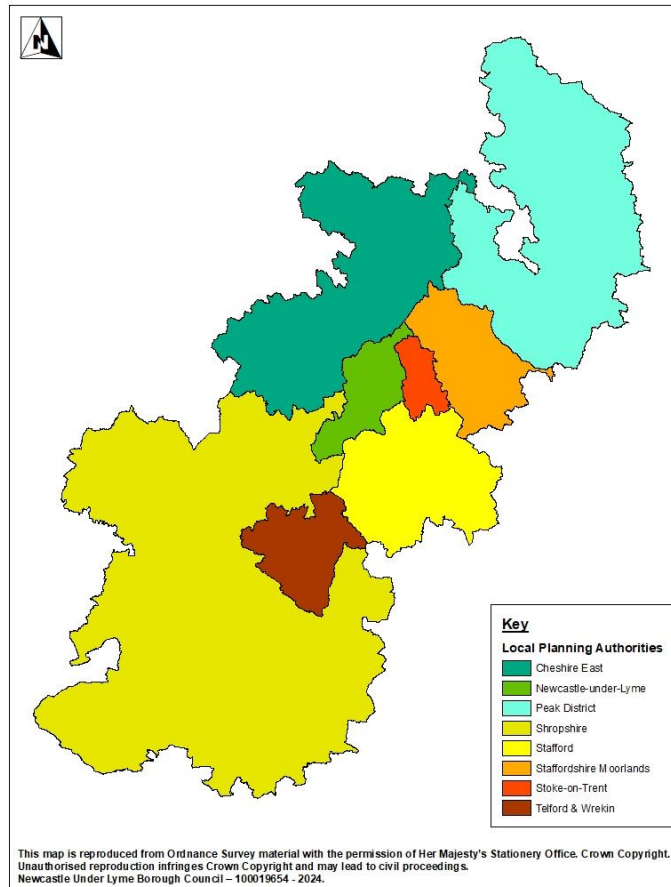 N
Key
Local Planning Authorities
Cheshire East
Newcastle-under-Lyme
Peak District
Shropshire
Stafford
Staffordshire Moorlands
Stoke-on-Trent
Telford & Wrekin
This map is reproduced from Ordnance Survey material with the permission of Her Majesty's Stationery Office. Crown Copyright.
Unauthorised reproduction infringes Crown Copyright and may lead to civil proceedings.
Newcastle Under Lyme Borough Council – 100019654 - 2024.